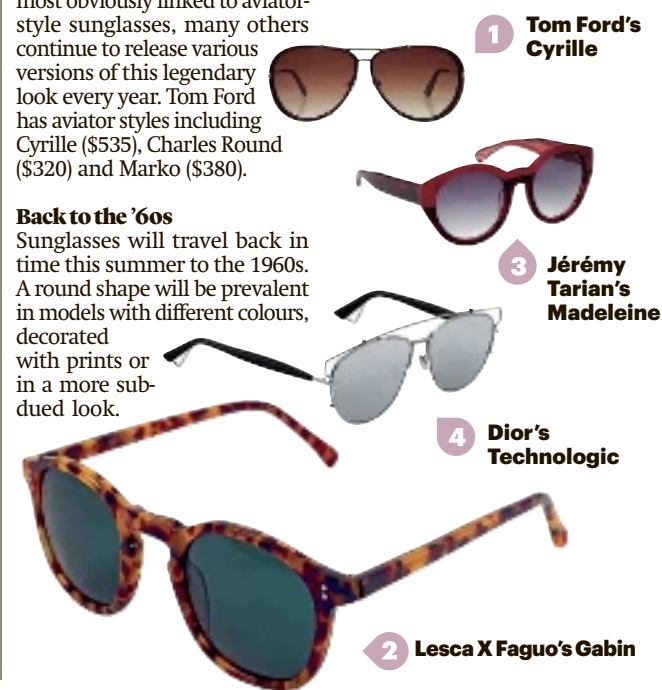 most obviously linked to aviator-
style sunglasses, many others
continue to release various
versions of this legendary
look every year. Tom Ford
has aviator styles including
Cyrille ($535), Charles Round
($320) and Marko ($380).
Back to the ’60s
Sunglasses will travel back in
time this summer to the 1960s.
A round shape will be prevalent
in models with different colours,
decorated
with prints or
in a more sub-
dued look.
1 Tom Ford’s
Cyrille
3 Jérémy
Tarian’s
Madeleine
4 Dior’s
Technologic
2 Lesca X Faguo’s Gabin